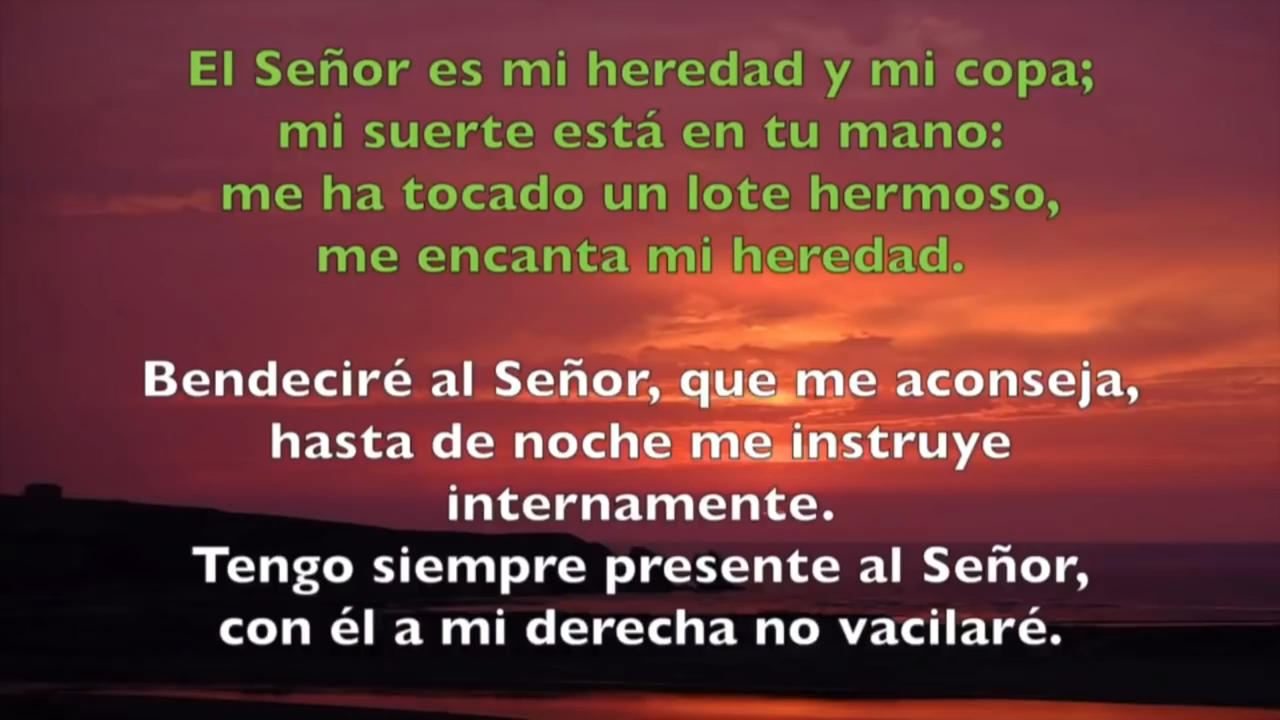 El Señor es mi heredad y mi copa;
mi suerte está en tu mano:
me ha tocado un lote hermoso,
me encanta mi heredad.
Bendeciré al Señor, que me aconseja,
hasta de noche me instruye
internamente.
Tengo siempre presente al Señor,
con él a mi derecha no vacilaré.